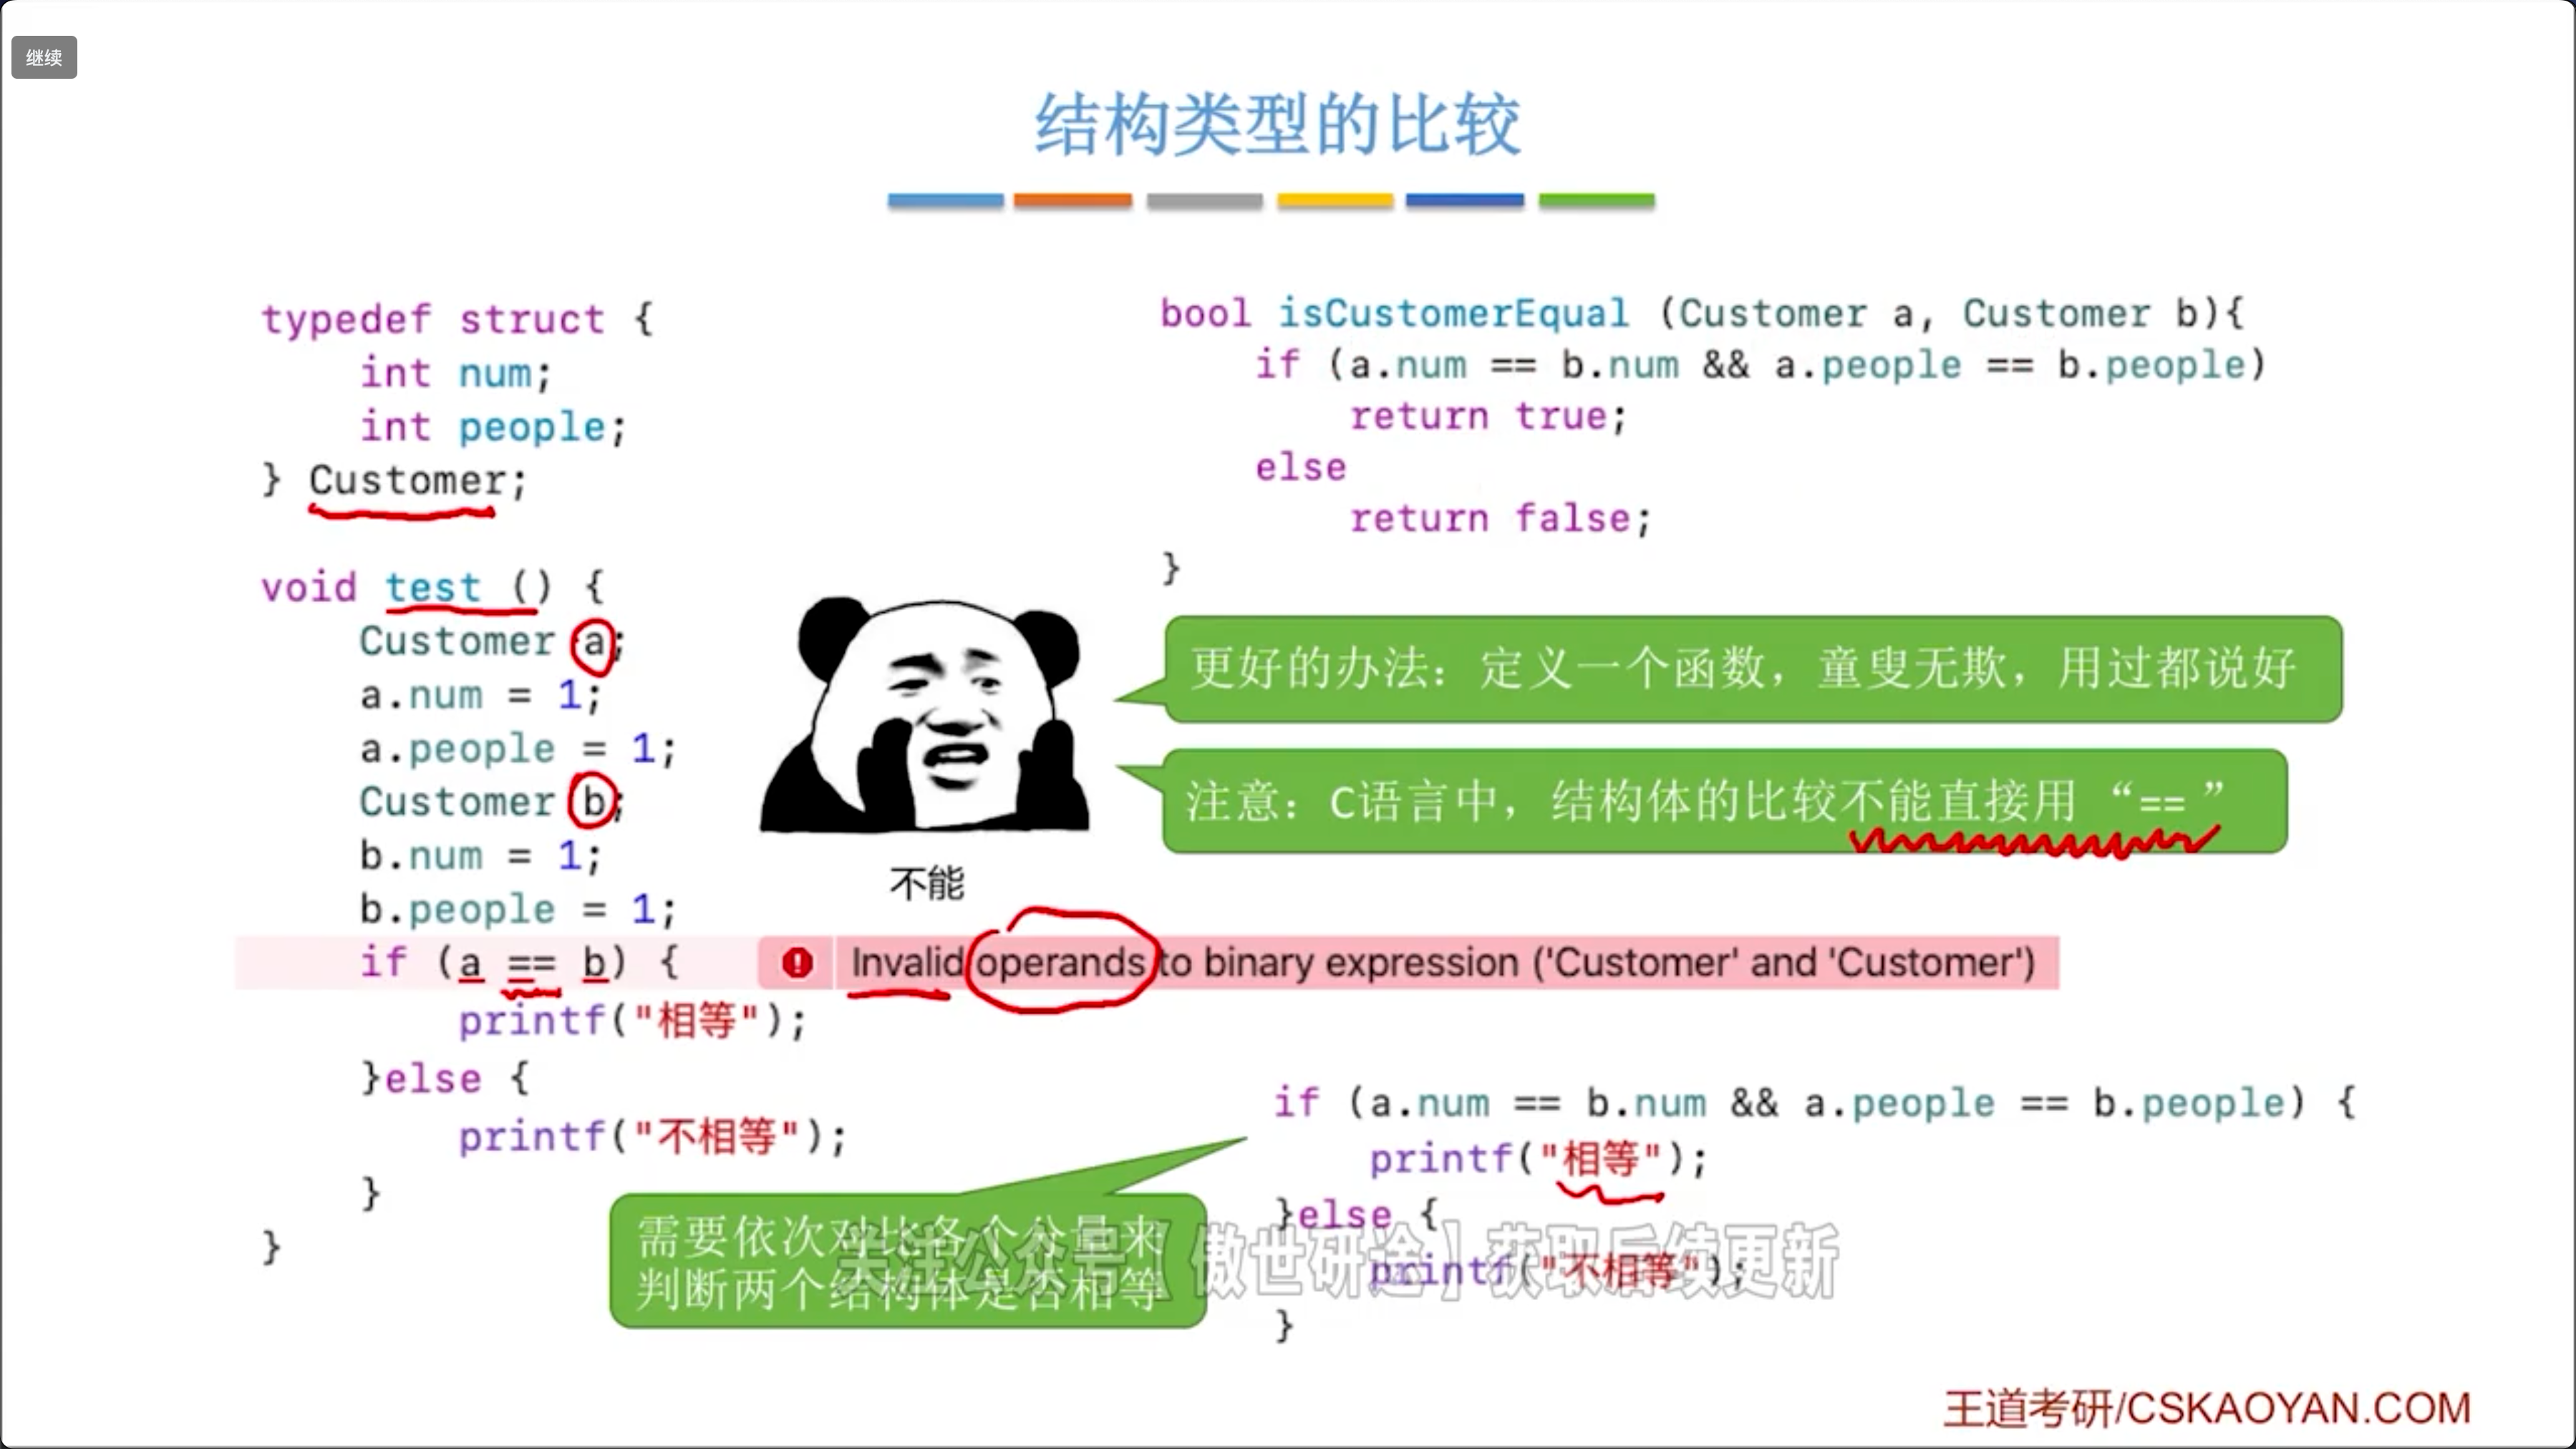 继续
结构类型的比较
typedef struct {
int num;
int people;
} Customer;
void test () {
Customer a;
a.num = 1;
a.people = 1;
Customer b;
b.num = 1;
b.people = 1;
if (a == b) {
Invalid operands to binary expression ('Customer' and 'Customer')
printf("相等");
}else {
printf("不相等");
}
}
bool isCustomerEqual (Customer a, Customer b){
if (a.num == b.num && a.people == b.people)
return true;
else
return false;
}
更好的办法：定义一个函数，童叟无欺，用过都说好
注意：C语言中，结构体的比较不能直接用 “== ”
不能
if (a.num == b.num && a.people == b.people) {
printf("相等");
}else {
printf("不相等");
}
需要依次对比各个分量来
判断两个结构体是否相等
关注公众号【傲世研途】获取后续更新
王道考研/CSKAOYAN.COM